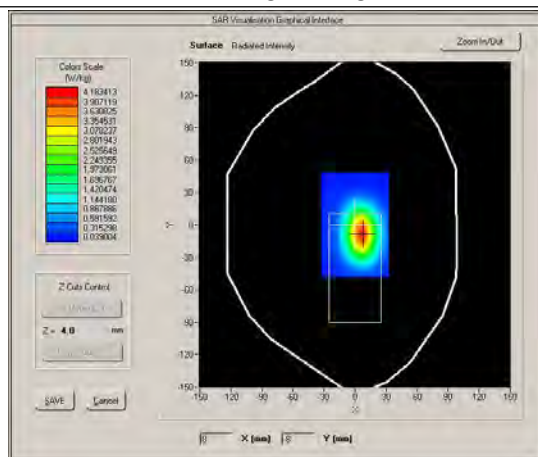 SAR Visualisation Graphical Interface
Surface Radiated Intensity
Zoom In/Out
Colors Scale
(W/kg)
4.183413
3.907119
3.630825
3.354531
3.078237
2.801943
2.525649
2.249355
1.973061
1.696767
1.420474
1.144180
0.867886
0.591592
0.315298
0.039004
150
120
90
60
30
0
-30
-60
-90
-120
-150
Y
-150 -120 -90 -60 -30 0 30 60 90 120 150
X
Z Cuts Control
Z = 4.0 mm
SAVE Cancel
8 X (mm) -8 Y (mm)